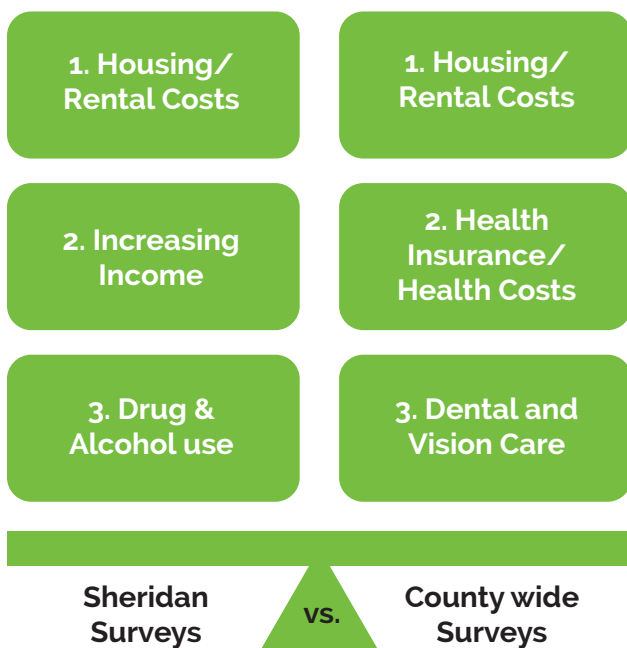 1. Housing/
Rental Costs
1. Housing/
Rental Costs
2. Increasing
Income
2. Health
Insurance/
Health Costs
3. Drug &
Alcohol use
3. Dental and
Vision Care
Sheridan
Surveys
vs.
County wide
Surveys